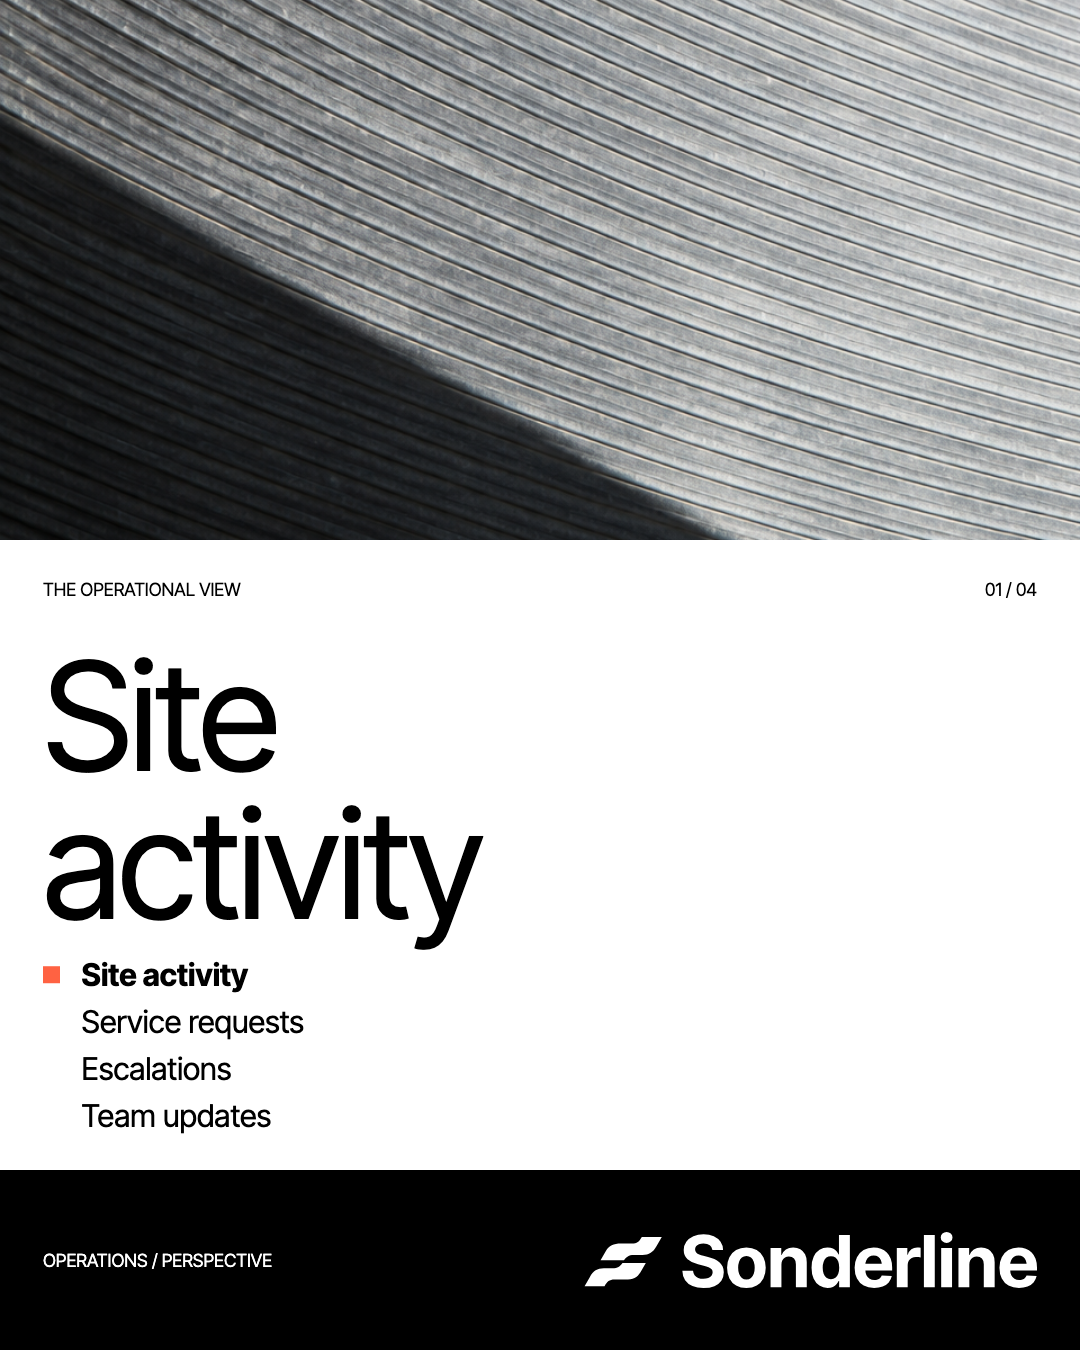 THE OPERATIONAL VIEW
01 / 04
Site
activity
Site activity
Service requests
Escalations
Team updates
OPERATIONS / PERSPECTIVE
Sonderline